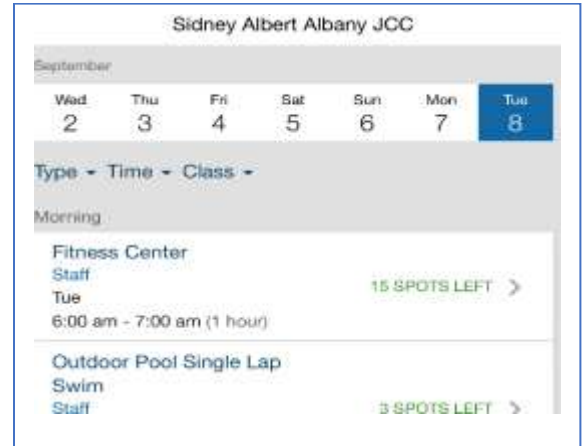 Sidney Albert Albany JCC
September
Wed Thu Fri Sat Sun Mon Tue
2 3 4 5 6 7 8
Type Time Class
Morning
Fitness Center
Staff
15 SPOTS LEFT
Tue
6:00 am - 7:00 am (1 hour)
Outdoor Pool Single Lap
Swim
Staff
3 SPOTS LEFT